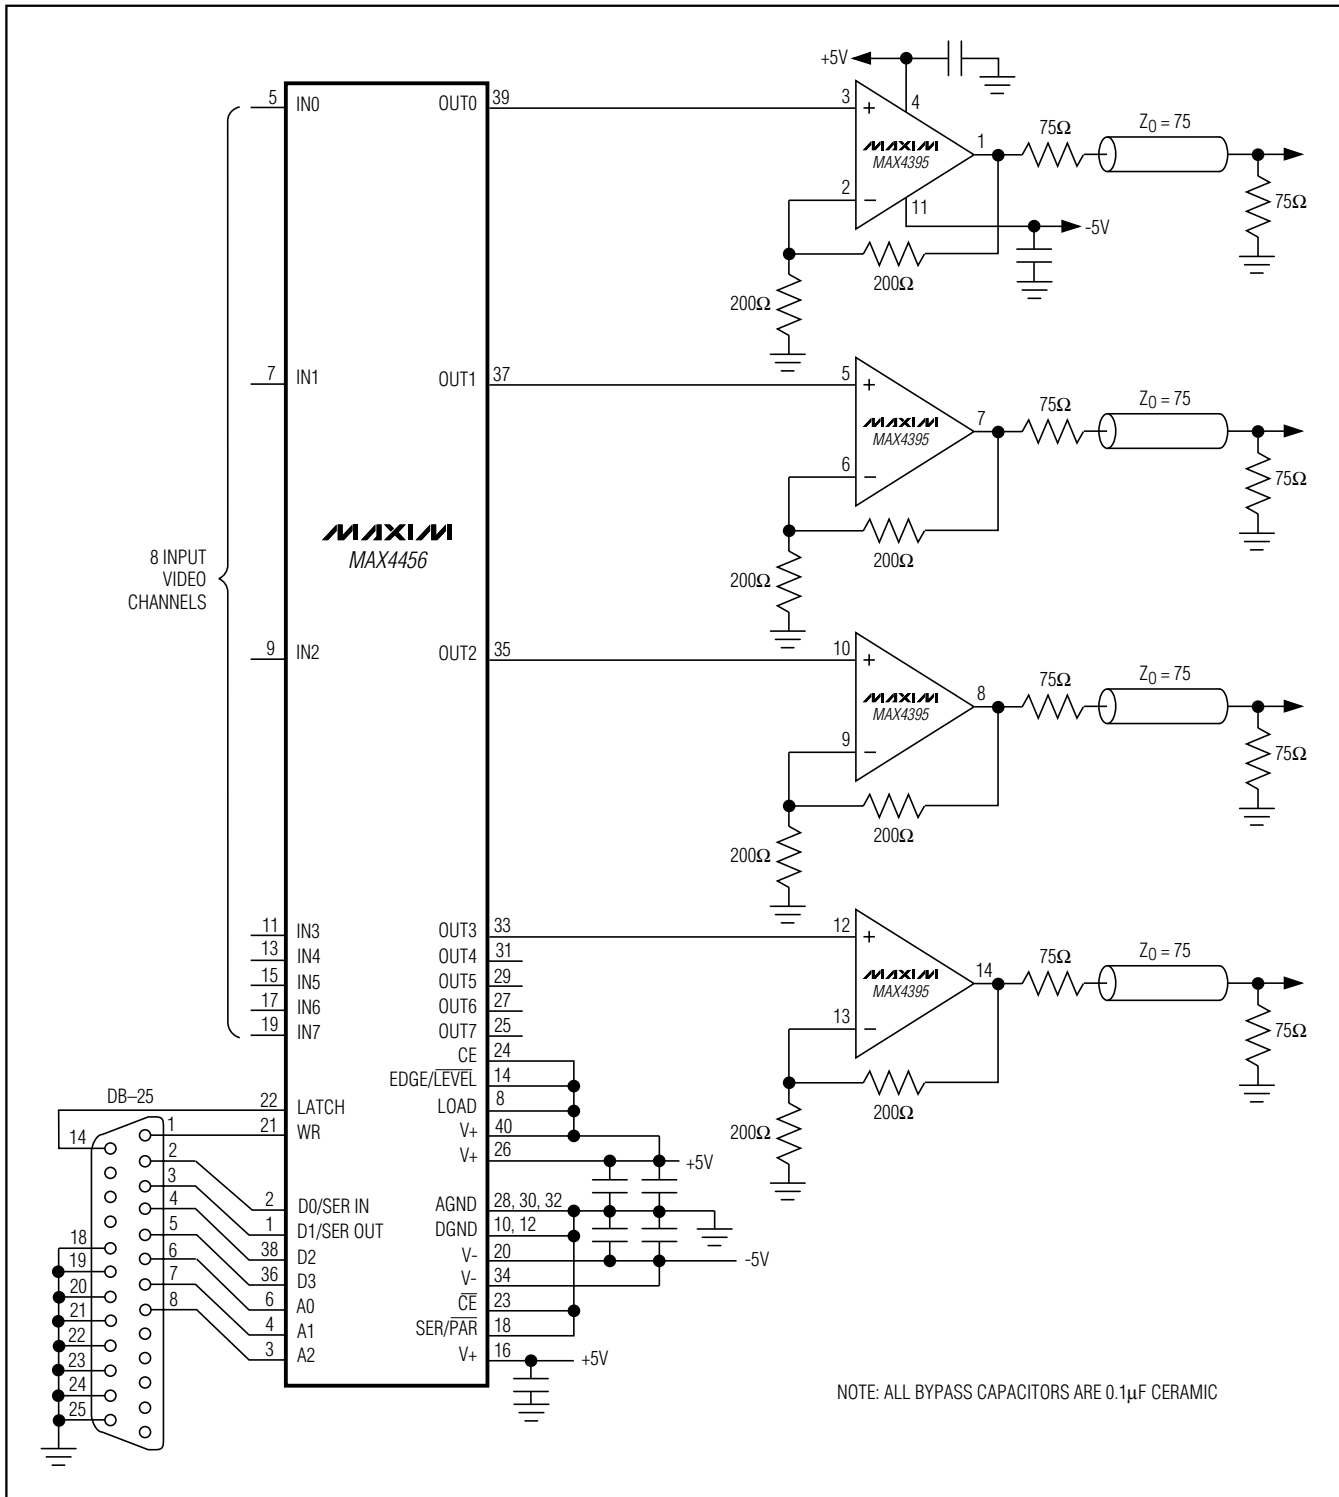 +5V
5 IN0
OUT0 39
3 +
4
MAXIM
MAX4395
1
75Ω
Z0 = 75
75Ω
2 −
11
-5V
200Ω
200Ω
7 IN1
OUT1 37
5 +
MAXIM
MAX4395
7
75Ω
Z0 = 75
75Ω
6 −
200Ω
200Ω
MAXIM
MAX4456
8 INPUT
VIDEO
CHANNELS
9 IN2
OUT2 35
10 +
MAXIM
MAX4395
8
75Ω
Z0 = 75
75Ω
9 −
200Ω
200Ω
11 IN3
13 IN4
15 IN5
17 IN6
19 IN7
OUT3 33
OUT4 31
OUT5 29
OUT6 27
OUT7 25
12 +
MAXIM
MAX4395
14
75Ω
Z0 = 75
75Ω
13 −
200Ω
200Ω
CE 24
EDGE/LEVEL 14
LOAD 8
V+ 40
V+ 26
+5V
AGND 28, 30, 32
DGND 10, 12
V- 20
-5V
V- 34
CE 23
SER/PAR 18
V+ 16
+5V
DB–25
22 LATCH
21 WR
2 D0/SER IN
1 D1/SER OUT
38 D2
36 D3
6 A0
4 A1
3 A2
14
18
19
20
21
22
23
24
25
1
2
3
4
5
6
7
8
NOTE: ALL BYPASS CAPACITORS ARE 0.1µF CERAMIC